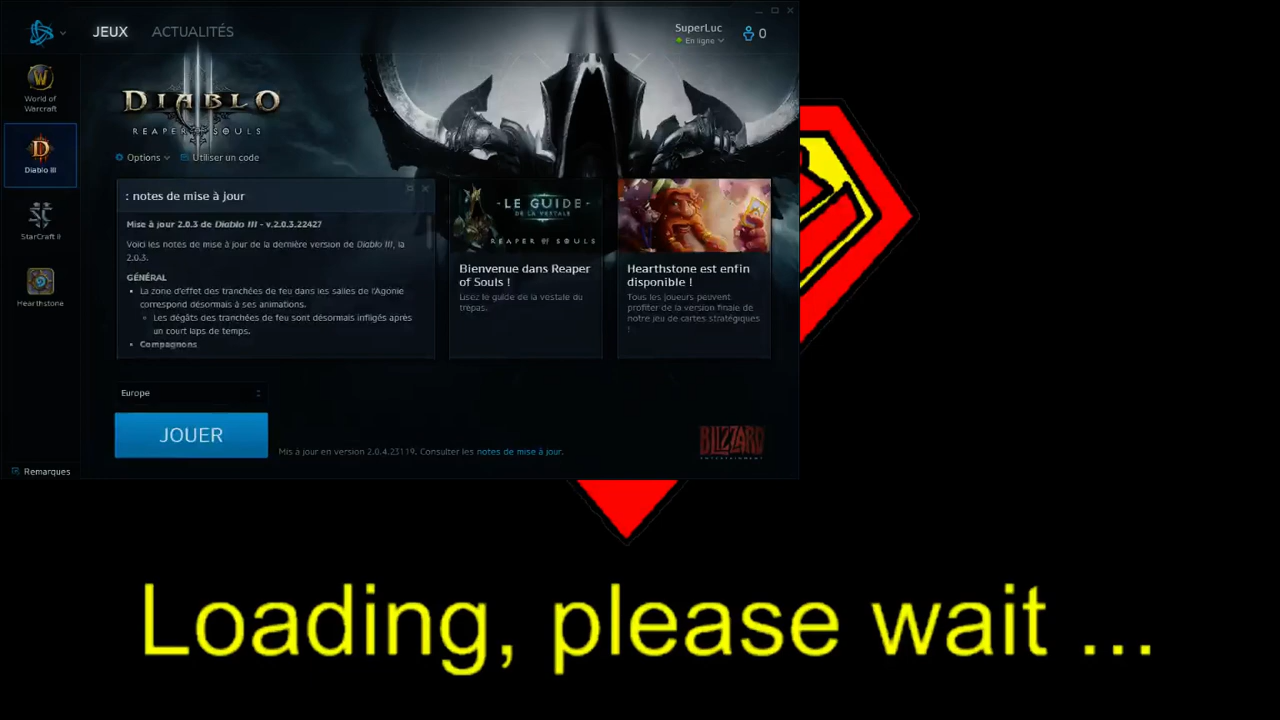 JEUX
ACTUALITÉS
SuperLuc
En ligne
0
World of
Warcraft
Diablo III
StarCraft II
Hearthstone
DIABLO
REAPER OF SOULS
Options
Utiliser un code
: notes de mise à jour
Mise à jour 2.0.3 de Diablo III - v.2.0.3.22427
Voici les notes de mise à jour de la dernière version de Diablo III, la
2.0.3.
GÉNÉRAL
La zone d'effet des tranchées de feu dans les salles de l'Agonie
correspond désormais à ses animations.
Les dégâts des tranchées de feu sont désormais infligés après
un court laps de temps.
Compagnons
- LE GUIDE -
DE LA VESTALE
REAPER OF SOULS
Bienvenue dans Reaper
of Souls !
Lisez le guide de la vestale du
trépas.
Hearthstone est enfin
disponible !
Tous les joueurs peuvent
profiter de la version finale de
notre jeu de cartes stratégiques
!
Europe
JOUER
Mis à jour en version 2.0.4.23119. Consulter les notes de mise à jour.
BLIZZARD
ENTERTAINMENT
Remarques
Loading, please wait ...